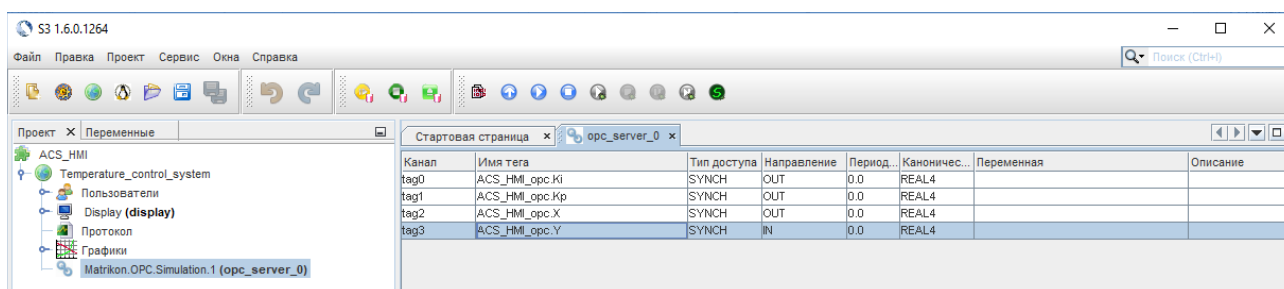 S3 1.6.0.1264
Файл Правка Проект Сервис Окна Справка
Поиск (Ctrl+I)
Проект Переменные
Стартовая страница opc_server_0
ACS_HMI
Temperature_control_system
Пользователи
Display (display)
Протокол
Графики
Matrikon.OPC.Simulation.1 (opc_server_0)
Канал Имя тега Тип доступа Направление Период... Каноничес... Переменная Описание
tag0 ACS_HMI_opc.Ki SYNCH OUT 0.0 REAL4
tag1 ACS_HMI_opc.Kp SYNCH OUT 0.0 REAL4
tag2 ACS_HMI_opc.X SYNCH OUT 0.0 REAL4
tag3 ACS_HMI_opc.Y SYNCH IN 0.0 REAL4